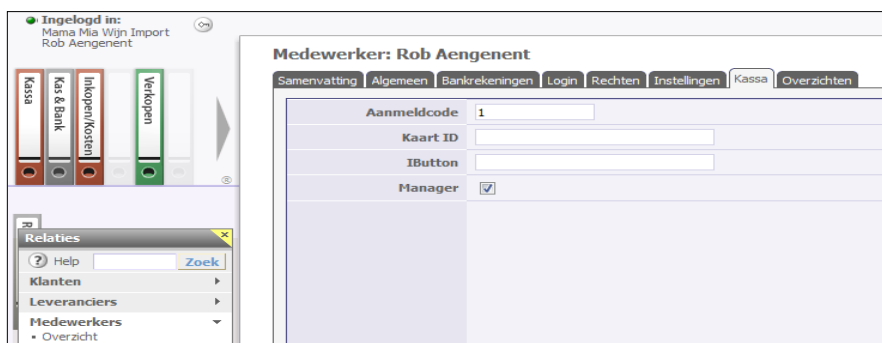 Ingelogd in:
Mama Mia Wijn Import
Rob Aengenent
Kassa
Kas & Bank
Inkopen/Kosten
Verkopen
®
Medewerker: Rob Aengenent
Samenvatting Algemeen Bankrekeningen Login Rechten Instellingen Kassa Overzichten
Aanmeldcode 1
Kaart ID
IButton
Manager
R
Relaties ×
? Help Zoek
Klanten
Leveranciers
Medewerkers
• Overzicht